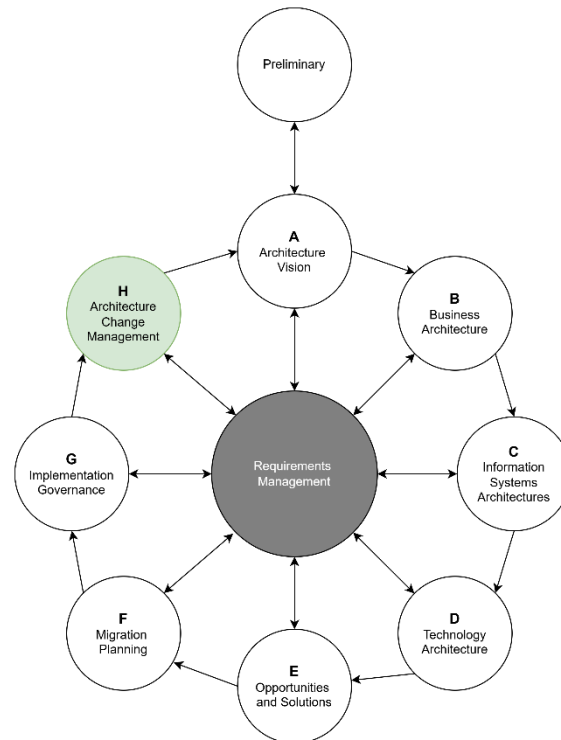 Preliminary
A
Architecture
Vision
B
Business
Architecture
C
Information
Systems
Architectures
D
Technology
Architecture
E
Opportunities
and Solutions
F
Migration
Planning
G
Implementation
Governance
H
Architecture
Change
Management
Requirements
Management